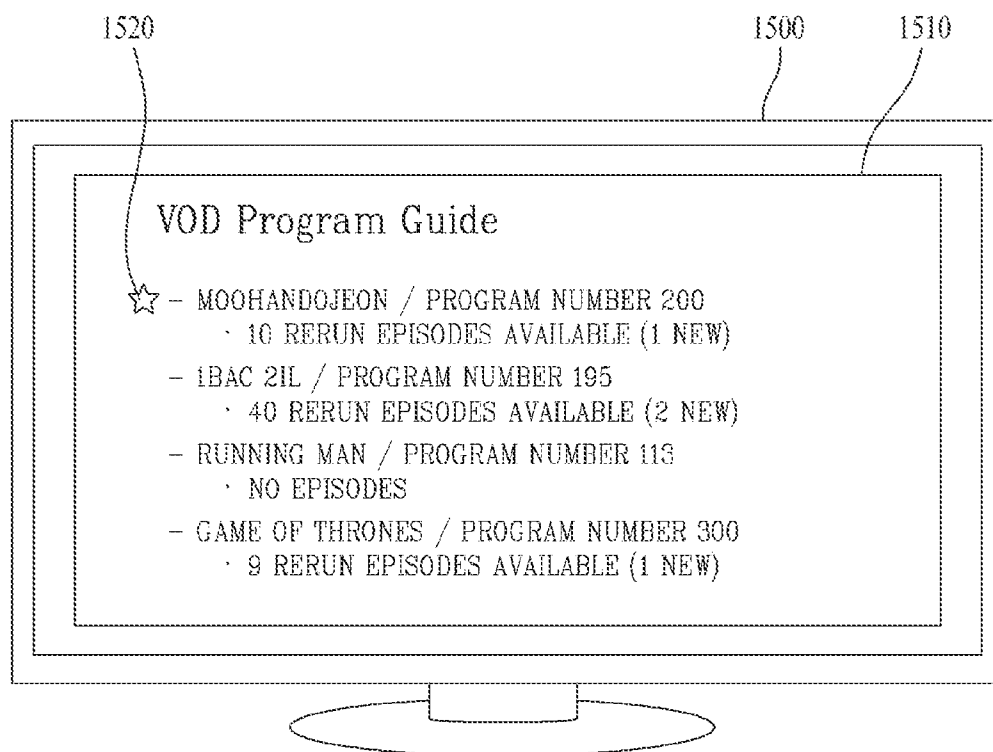 1520
1500
1510
VOD Program Guide
☆ - MOOHANDOJEON / PROGRAM NUMBER 200
· 10 RERUN EPISODES AVAILABLE (1 NEW)
- 1BAC 2IL / PROGRAM NUMBER 195
· 40 RERUN EPISODES AVAILABLE (2 NEW)
- RUNNING MAN / PROGRAM NUMBER 113
· NO EPISODES
- GAME OF THRONES / PROGRAM NUMBER 300
· 9 RERUN EPISODES AVAILABLE (1 NEW)